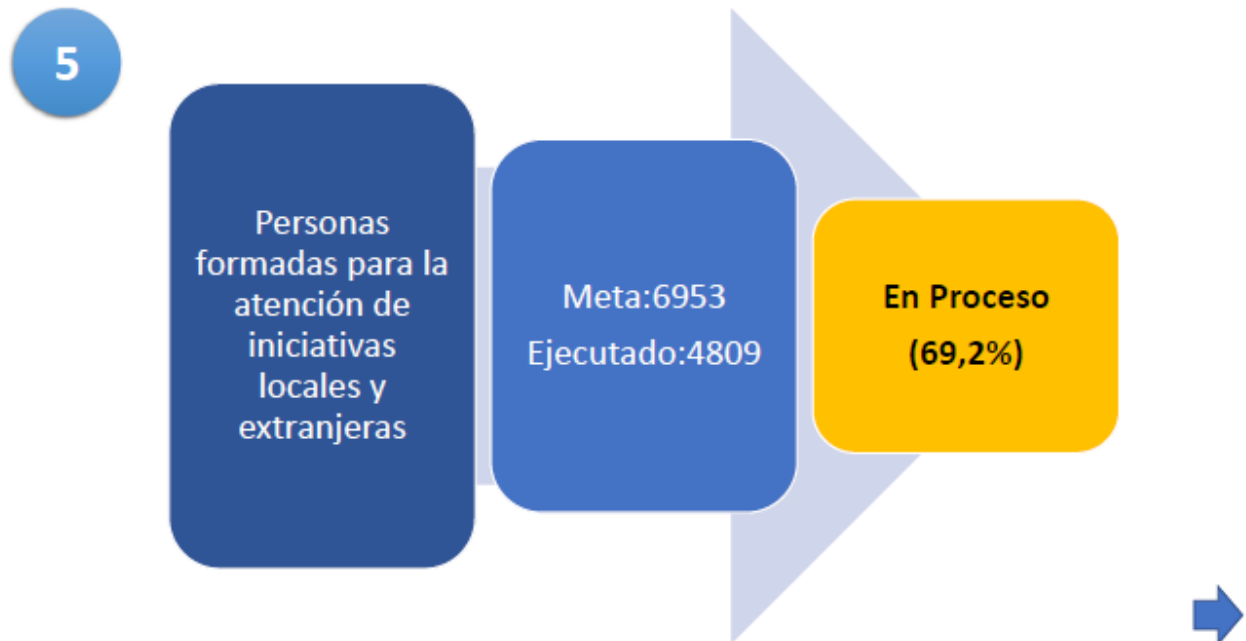 5
Personas
formadas para la
atención de
iniciativas
locales y
extranjeras
Meta:6953
Ejecutado:4809
En Proceso
(69,2%)